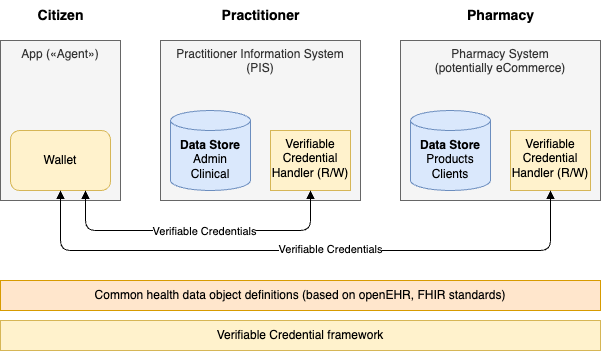 Citizen
Practitioner
Pharmacy
App («Agent»)
Practitioner Information System
(PIS)
Pharmacy System
(potentially eCommerce)
Wallet
Data Store
Admin
Clinical
Verifiable
Credential
Handler (R/W)
Data Store
Products
Clients
Verifiable
Credential
Handler (R/W)
Verifiable Credentials
Verifiable Credentials
Common health data object definitions (based on openEHR, FHIR standards)
Verifiable Credential framework